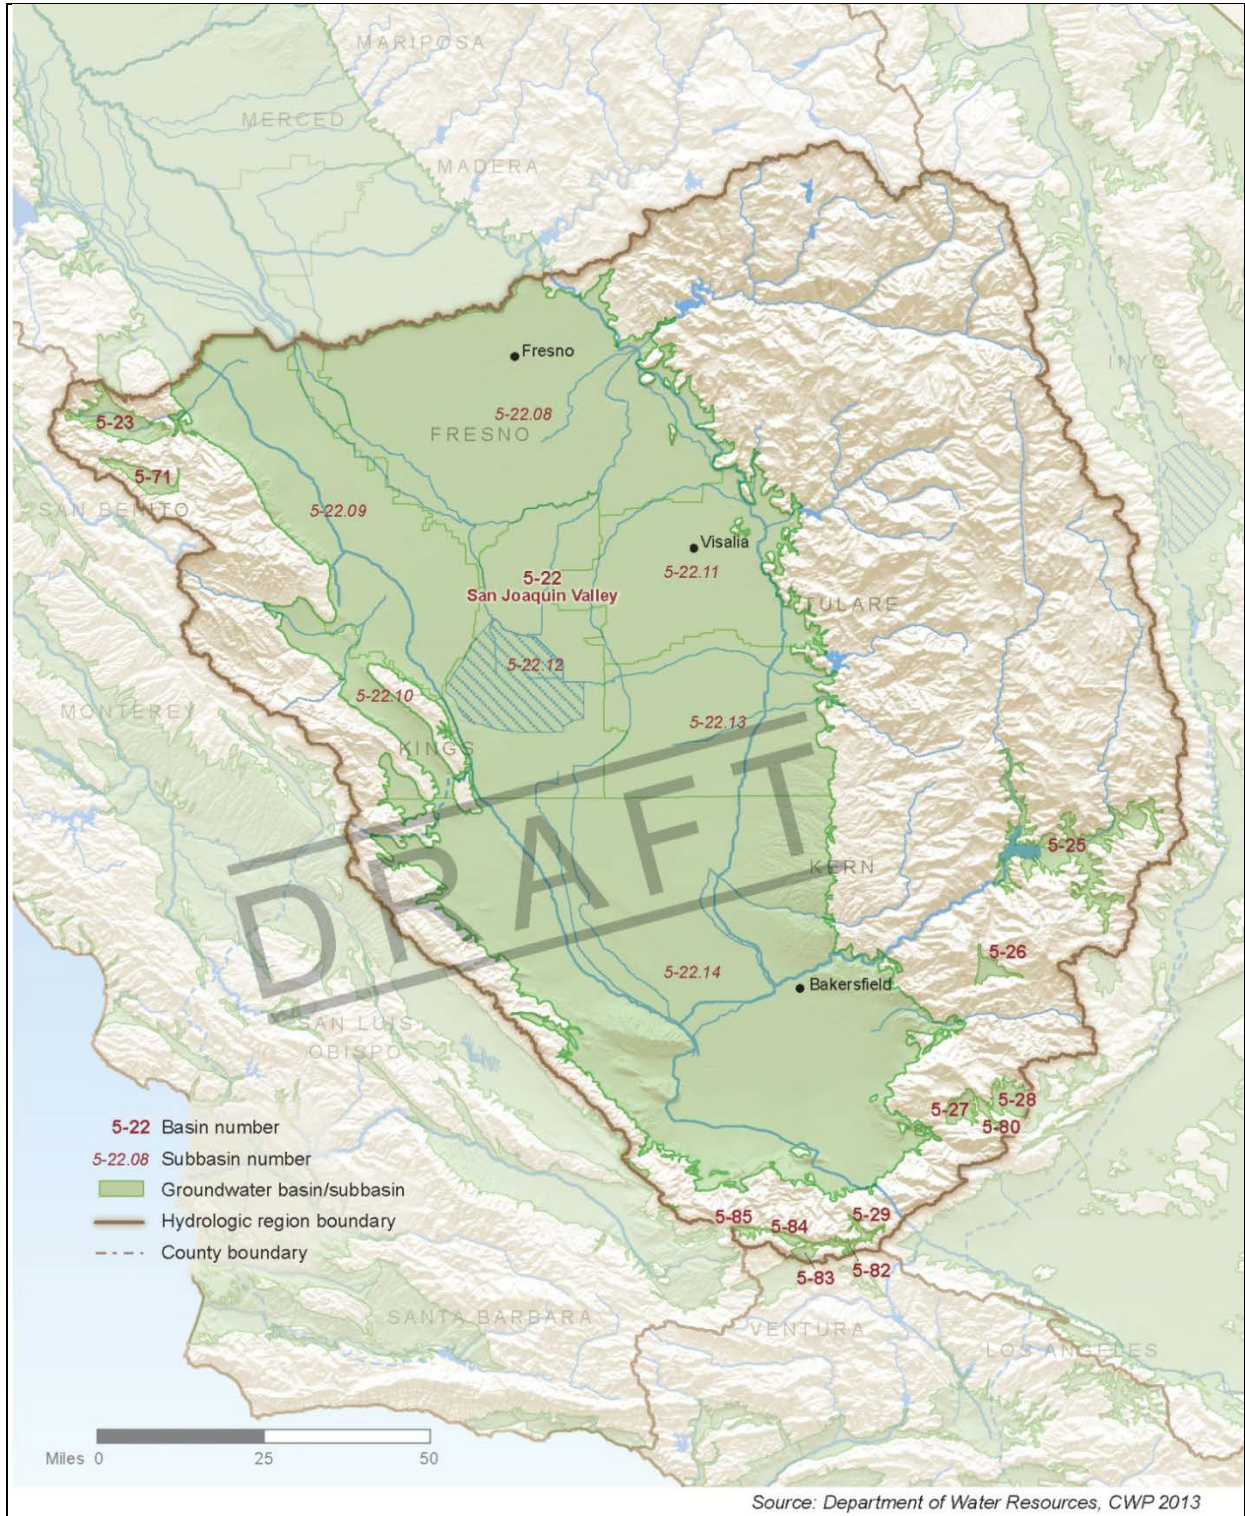 MARIPOSA
MERCED
MADERA
INYO
Fresno
5-22.08
FRESNO
5-23
5-71
SAN BENITO
5-22.09
Visalia
5-22.11
5-22
San Joaquin Valley
TULARE
5-22.12
5-22.10
MONTEREY
5-22.13
KINGS
DRAFT
5-25
KERN
5-26
5-22.14
Bakersfield
SAN LUIS
OBISPO
5-28
5-27
5-80
5-22 Basin number
5-22.08 Subbasin number
Groundwater basin/subbasin
Hydrologic region boundary
County boundary
5-85
5-84
5-29
5-83
5-82
SANTA BARBARA
VENTURA
LOS ANGELES
Miles 0 25 50
Source: Department of Water Resources, CWP 2013